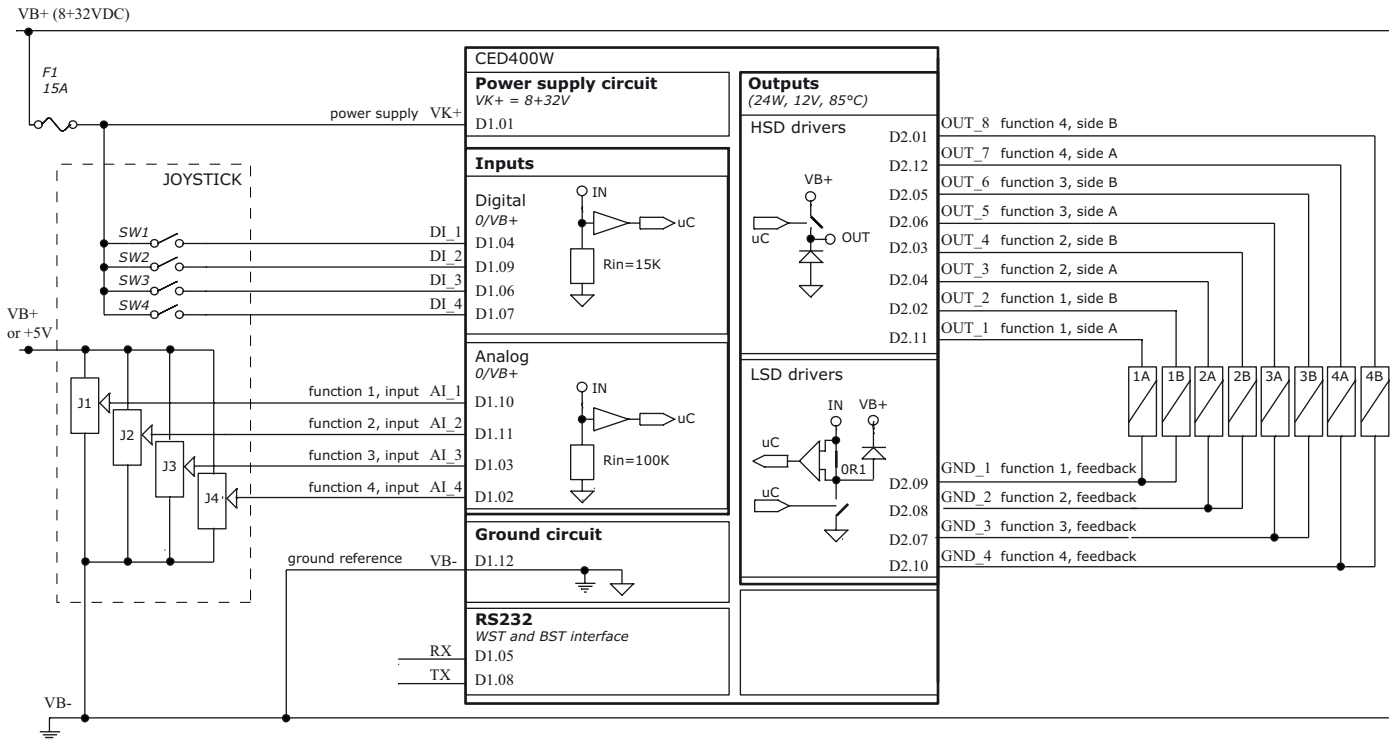 VB+ (8÷32VDC)
F1
15A
power supply VK+
JOYSTICK
SW1
SW2
SW3
SW4
DI_1
DI_2
DI_3
DI_4
VB+
or +5V
J1
J2
J3
J4
function 1, input AI_1
function 2, input AI_2
function 3, input AI_3
function 4, input AI_4
ground reference VB-
RX
TX
VB-
CED400W
Power supply circuit
VK+ = 8÷32V
D1.01
Inputs
Digital
0/VB+
D1.04
D1.09
D1.06
D1.07
IN
uC
Rin=15K
Analog
0/VB+
D1.10
D1.11
D1.03
D1.02
IN
uC
Rin=100K
Ground circuit
D1.12
RS232
WST and BST interface
D1.05
D1.08
Outputs
(24W, 12V, 85°C)
HSD drivers
VB+
uC
OUT
D2.01
D2.12
D2.05
D2.06
D2.03
D2.04
D2.02
D2.11
LSD drivers
IN
VB+
uC
0R1
uC
D2.09
D2.08
D2.07
D2.10
OUT_8 function 4, side B
OUT_7 function 4, side A
OUT_6 function 3, side B
OUT_5 function 3, side A
OUT_4 function 2, side B
OUT_3 function 2, side A
OUT_2 function 1, side B
OUT_1 function 1, side A
1A
1B
2A
2B
3A
3B
4A
4B
GND_1 function 1, feedback
GND_2 function 2, feedback
GND_3 function 3, feedback
GND_4 function 4, feedback